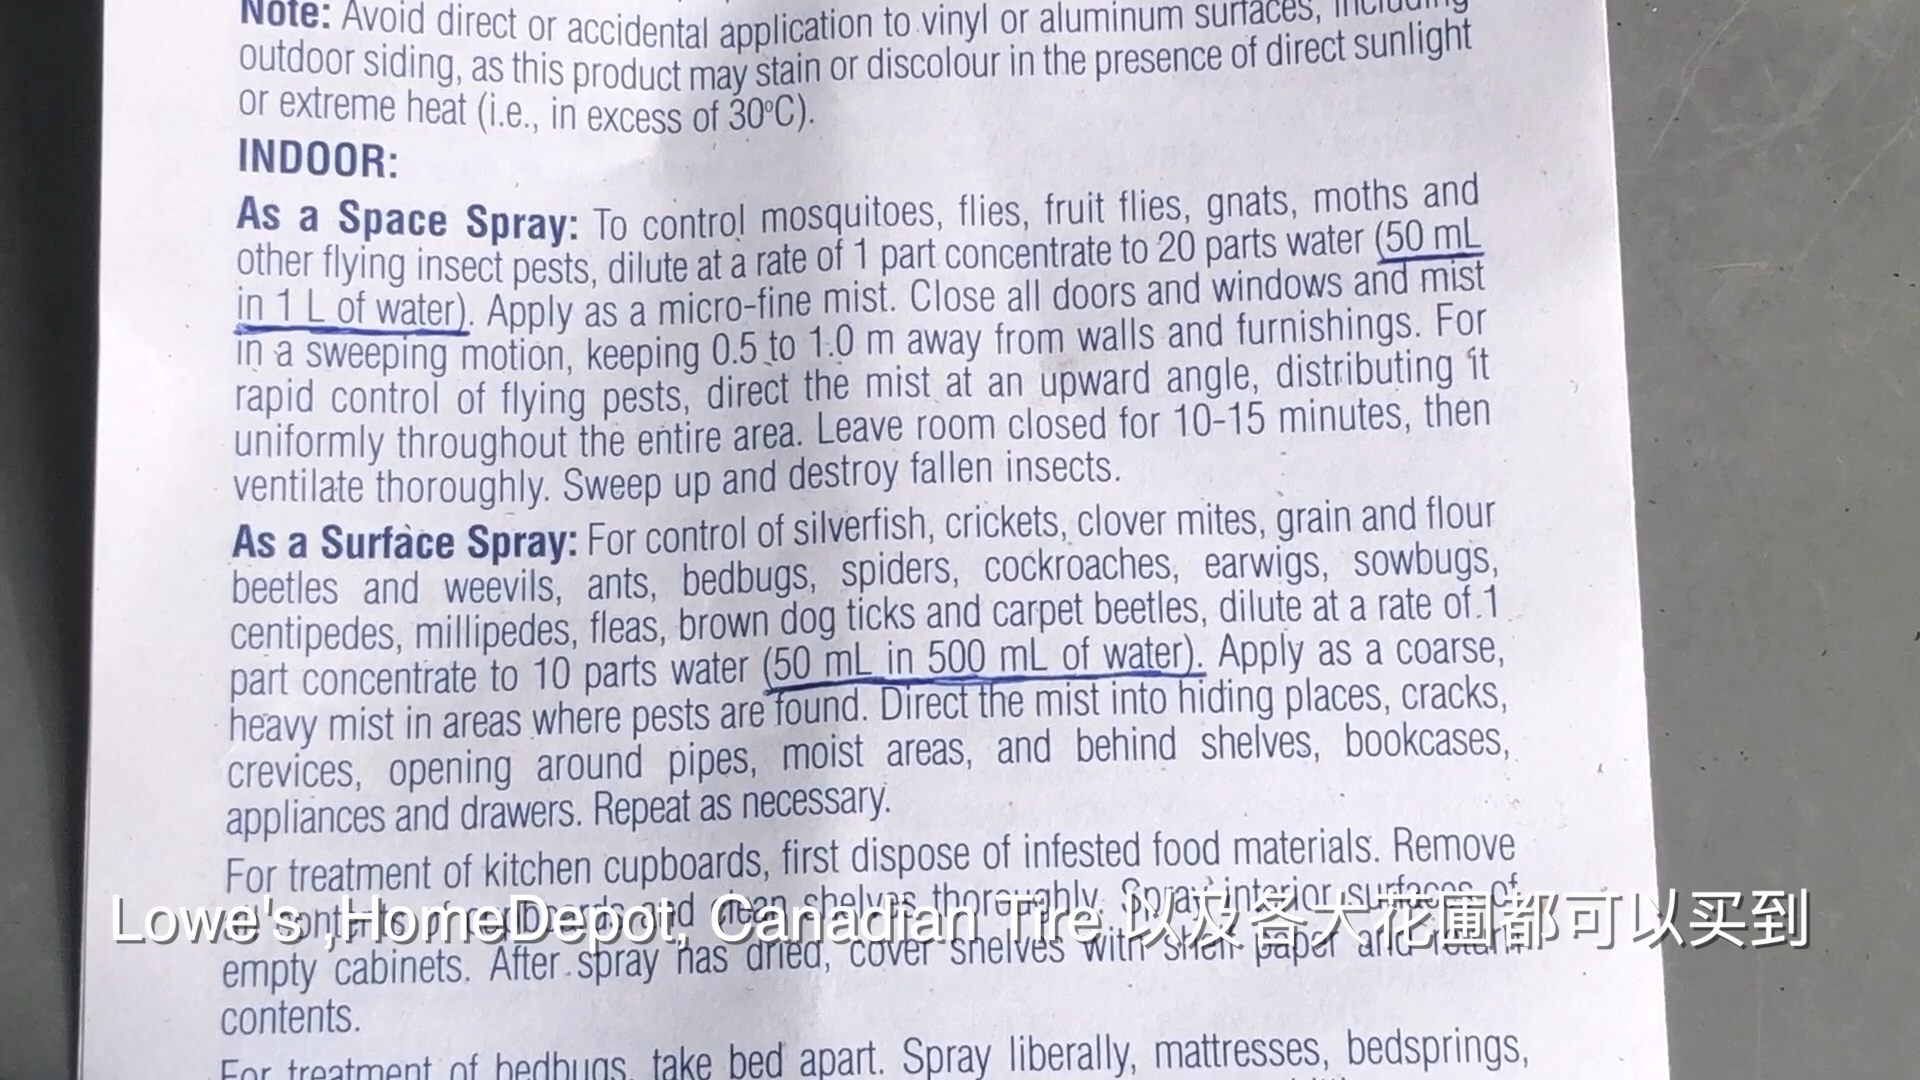 Note: Avoid direct or accidental application to vinyl or aluminum surfaces, including
outdoor siding, as this product may stain or discolour in the presence of direct sunlight
or extreme heat (i.e., in excess of 30ºC).
INDOOR:
As a Space Spray: To control mosquitoes, flies, fruit flies, gnats, moths and
other flying insect pests, dilute at a rate of 1 part concentrate to 20 parts water (50 mL
in 1 L of water). Apply as a micro-fine mist. Close all doors and windows and mist
in a sweeping motion, keeping 0.5 to 1.0 m away from walls and furnishings. For
rapid control of flying pests, direct the mist at an upward angle, distributing it
uniformly throughout the entire area. Leave room closed for 10-15 minutes, then
ventilate thoroughly. Sweep up and destroy fallen insects.
As a Surface Spray: For control of silverfish, crickets, clover mites, grain and flour
beetles and weevils, ants, bedbugs, spiders, cockroaches, earwigs, sowbugs,
centipedes, millipedes, fleas, brown dog ticks and carpet beetles, dilute at a rate of 1
part concentrate to 10 parts water (50 mL in 500 mL of water). Apply as a coarse,
heavy mist in areas where pests are found. Direct the mist into hiding places, cracks,
crevices, opening around pipes, moist areas, and behind shelves, bookcases,
appliances and drawers. Repeat as necessary.
For treatment of kitchen cupboards, first dispose of infested food materials. Remove
and clean shelves thoroughly. Spray interior surfaces of
Lowe's ,HomeDepot, Canadian Tire 以及各大花圃都可以买到
empty cabinets. After spray has dried, cover shelves with shelf paper and return
contents.
For treatment of bedbugs, take bed apart. Spray liberally, mattresses, bedsprings,